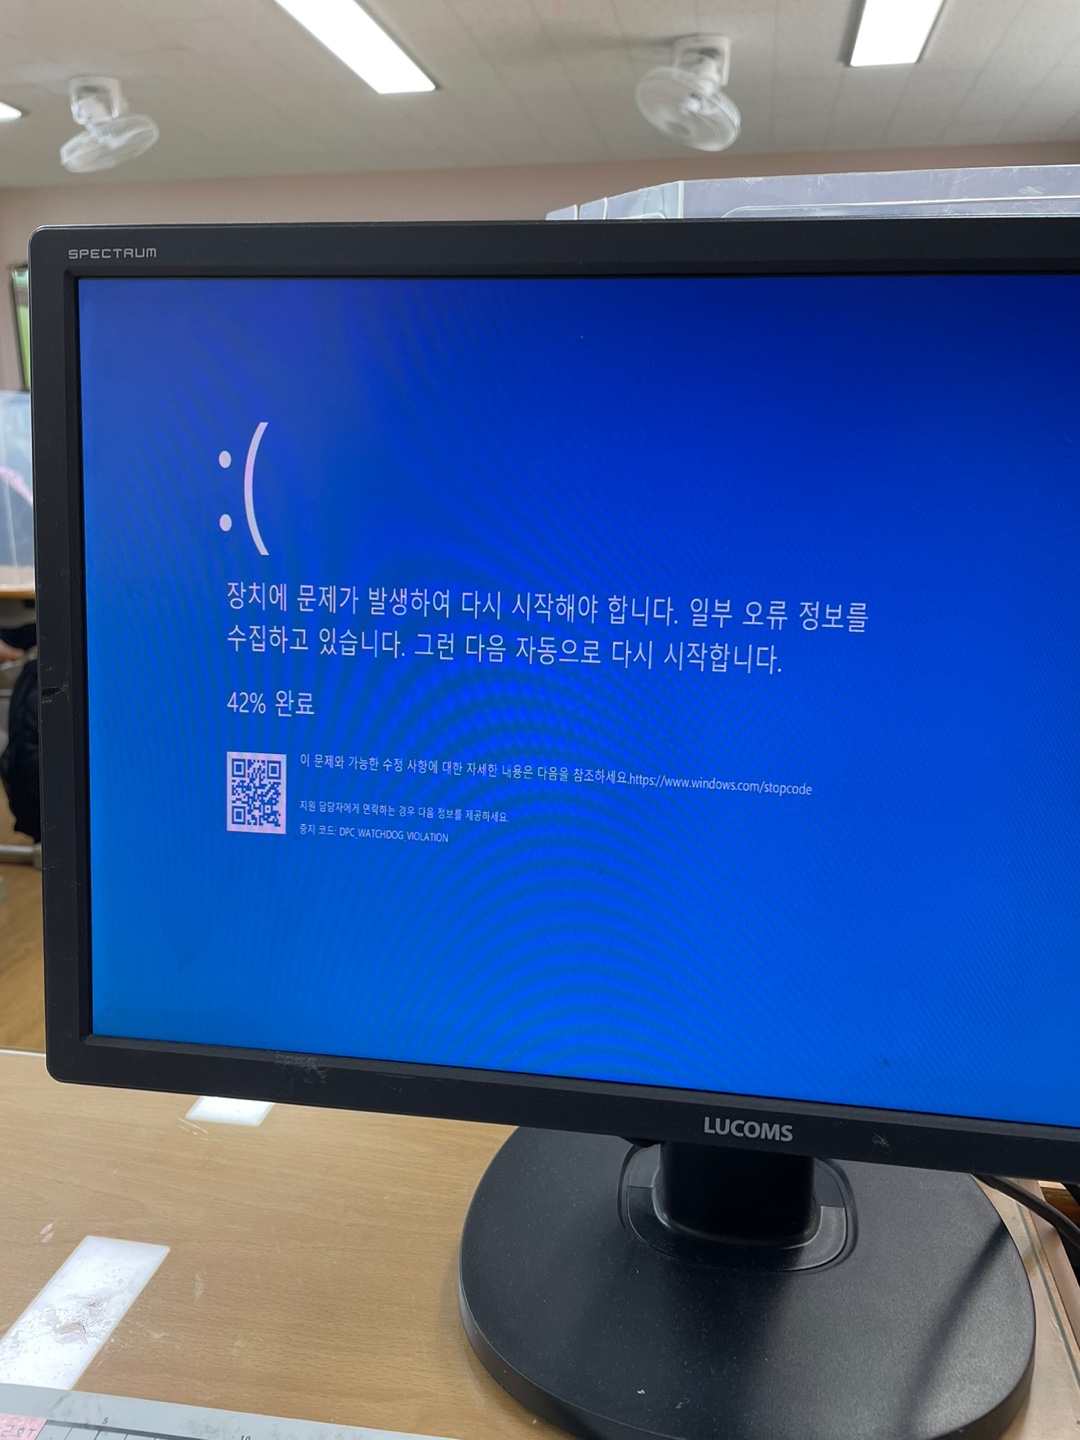 SPECTRUM
:(
장치에 문제가 발생하여 다시 시작해야 합니다. 일부 오류 정보를
수집하고 있습니다. 그런 다음 자동으로 다시 시작합니다.
42% 완료
이 문제와 가능한 수정 사항에 대한 자세한 내용은 다음을 참조하세요.https://www.windows.com/stopcode
지원 담당자에게 연락하는 경우 다음 정보를 제공하세요.
중지 코드: DPC_WATCHDOG_VIOLATION
LUCOMS
5
10